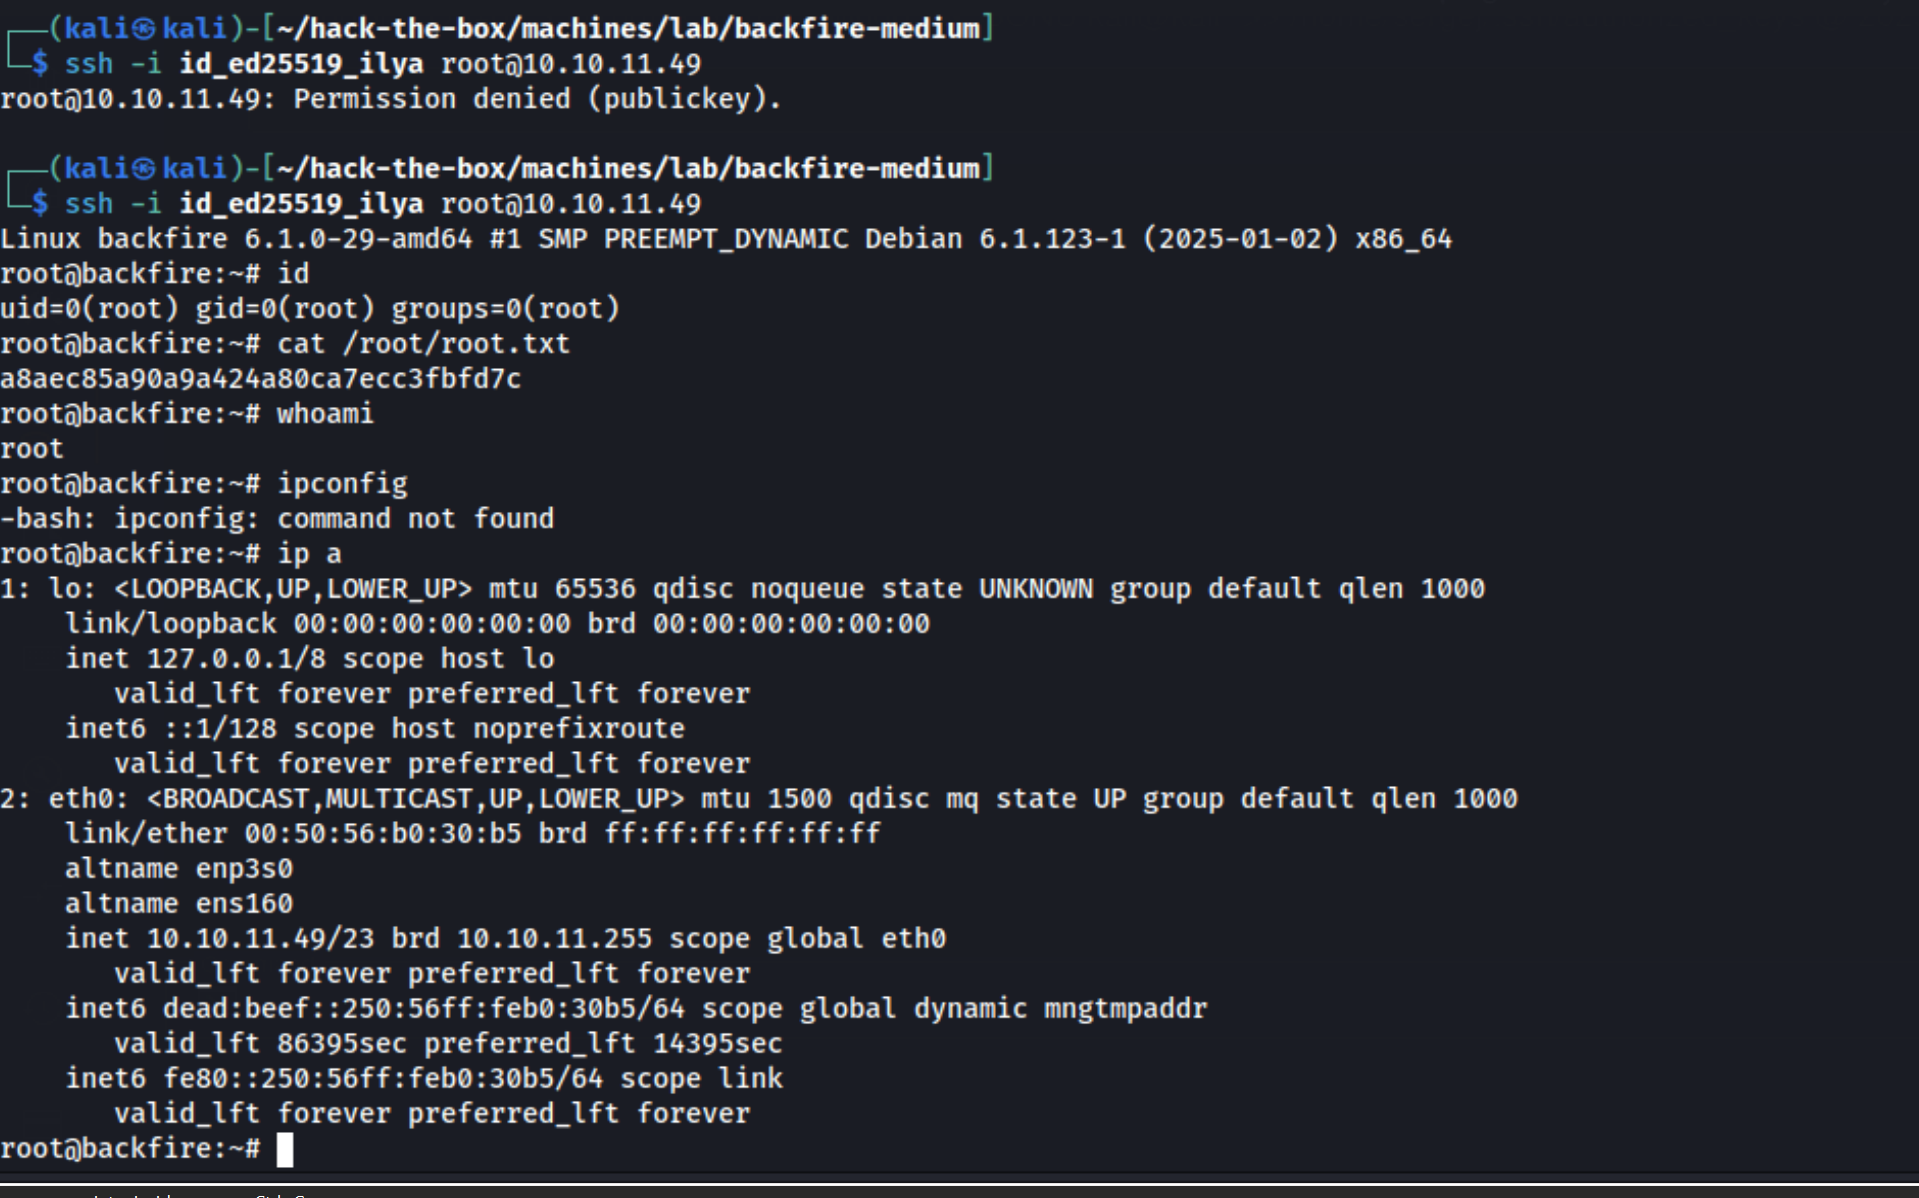 ┌──(kali㉿kali)-[~/hack-the-box/machines/lab/backfire-medium]
└─$ ssh -i id_ed25519_ilya root@10.10.11.49
root@10.10.11.49: Permission denied (publickey).
┌──(kali㉿kali)-[~/hack-the-box/machines/lab/backfire-medium]
└─$ ssh -i id_ed25519_ilya root@10.10.11.49
Linux backfire 6.1.0-29-amd64 #1 SMP PREEMPT_DYNAMIC Debian 6.1.123-1 (2025-01-02) x86_64
root@backfire:~# id
uid=0(root) gid=0(root) groups=0(root)
root@backfire:~# cat /root/root.txt
a8aec85a90a9a424a80ca7ecc3fbfd7c
root@backfire:~# whoami
root
root@backfire:~# ipconfig
-bash: ipconfig: command not found
root@backfire:~# ip a
1: lo: <LOOPBACK,UP,LOWER_UP> mtu 65536 qdisc noqueue state UNKNOWN group default qlen 1000
    link/loopback 00:00:00:00:00:00 brd 00:00:00:00:00:00
    inet 127.0.0.1/8 scope host lo
       valid_lft forever preferred_lft forever
    inet6 ::1/128 scope host noprefixroute
       valid_lft forever preferred_lft forever
2: eth0: <BROADCAST,MULTICAST,UP,LOWER_UP> mtu 1500 qdisc mq state UP group default qlen 1000
    link/ether 00:50:56:b0:30:b5 brd ff:ff:ff:ff:ff:ff
    altname enp3s0
    altname ens160
    inet 10.10.11.49/23 brd 10.10.11.255 scope global eth0
       valid_lft forever preferred_lft forever
    inet6 dead:beef::250:56ff:feb0:30b5/64 scope global dynamic mngtmpaddr
       valid_lft 86395sec preferred_lft 14395sec
    inet6 fe80::250:56ff:feb0:30b5/64 scope link
       valid_lft forever preferred_lft forever
root@backfire:~#